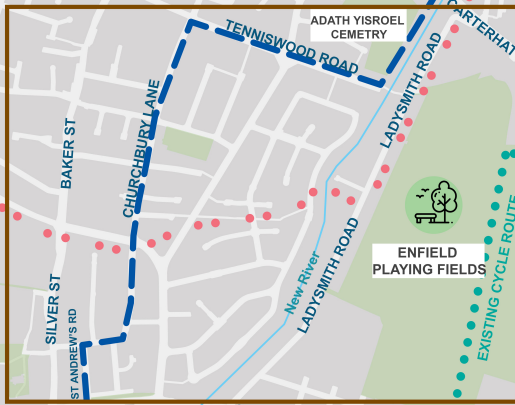 ADATH YISROEL
CEMETRY
CARTERHAT
TENNISWOOD ROAD
LADYSMITH ROAD
CHURCHBURY LANE
BAKER ST
ENFIELD
PLAYING FIELDS
New River
LADYSMITH ROAD
EXISTING CYCLE ROUTE
SILVER ST
ST ANDREW'S RD